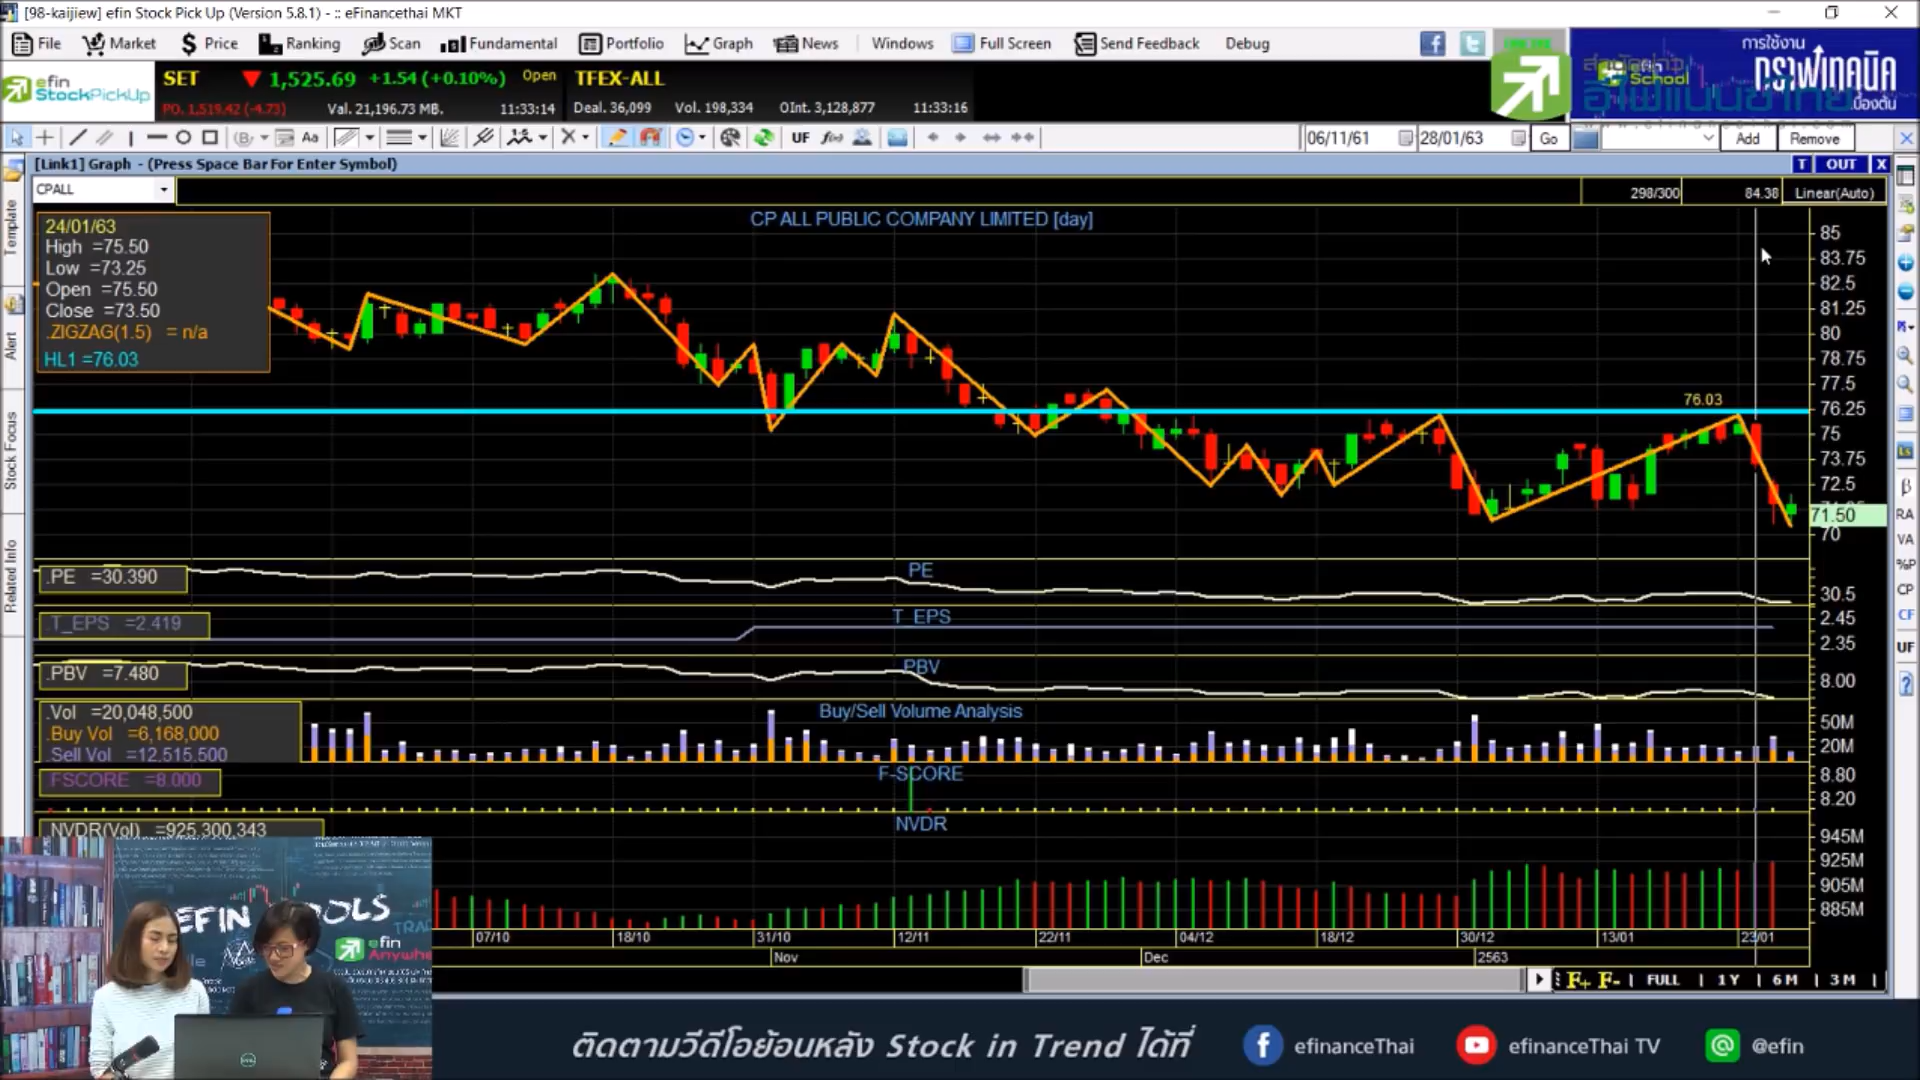 [98-kaijiew] efin Stock Pick Up (Version 5.8.1) - :: eFinancethai MKT
File Market Price Ranking Scan Fundamental Portfolio Graph News Windows Full Screen Send Feedback Debug
การใช้งาน
efin School
กราฟเทคนิค
เบื้องต้น
efin StockPickUp
SET 1,525.69 +1.54 (+0.10%) Open TFEX-ALL
PO. 1,519.42 (-4.73) Val. 21,196.73 MB. 11:33:14 Deal. 36,099 Vol. 198,334 OInt. 3,128,877 11:33:16
Aa UF f(x) 06/11/61 28/01/63 Go Add Remove
[Link1] Graph - (Press Space Bar For Enter Symbol) T OUT X
CPALL 298/300 84.38 Linear(Auto)
CP ALL PUBLIC COMPANY LIMITED [day]
24/01/63
High =75.50
Low =73.25
Open =75.50
Close =73.50
.ZIGZAG(1.5) = n/a
HL1 =76.03
76.03
85
83.75
82.5
81.25
80
78.75
77.5
76.25
75
73.75
72.5
71.50
70
Template
Alert
Stock Focus
Related Info
β
RA
VA
%P
CP
CF
UF
?
.PE =30.390
PE
30.5
.T_EPS =2.419
T_EPS
2.45
2.35
.PBV =7.480
PBV
8.00
.Vol =20,048,500
.Buy Vol =6,168,000
.Sell Vol =12,515,500
Buy/Sell Volume Analysis
50M
20M
FSCORE =8.000
F-SCORE
8.80
8.20
NVDR(Vol) =925,300,343
NVDR
945M
925M
905M
885M
07/10 18/10 31/10 12/11 22/11 04/12 18/12 30/12 13/01 23/01
Nov Dec 2563
F+ F- FULL 1 Y 6 M 3 M
EFIN TOOLS
efin
Anywhere
ติดตามวีดีโอย้อนหลัง Stock in Trend ได้ที่ efinanceThai efinanceThai TV @efin